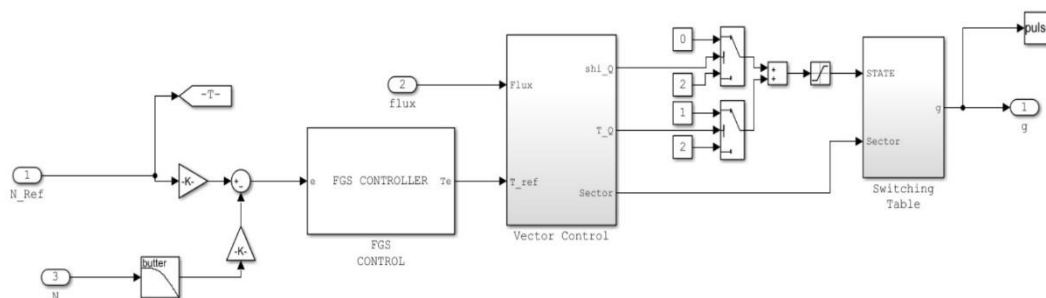 0
puls
shi_Q
2
Flux
2
flux
STATE
-T-
1
T_Q
g
1
g
2
FGS CONTROLLER
e
Te
1
N_Ref
-K-
+
-
+
+
T_ref
Sector
Sector
Switching
Table
Vector Control
FGS
CONTROL
-K-
butter
3
N